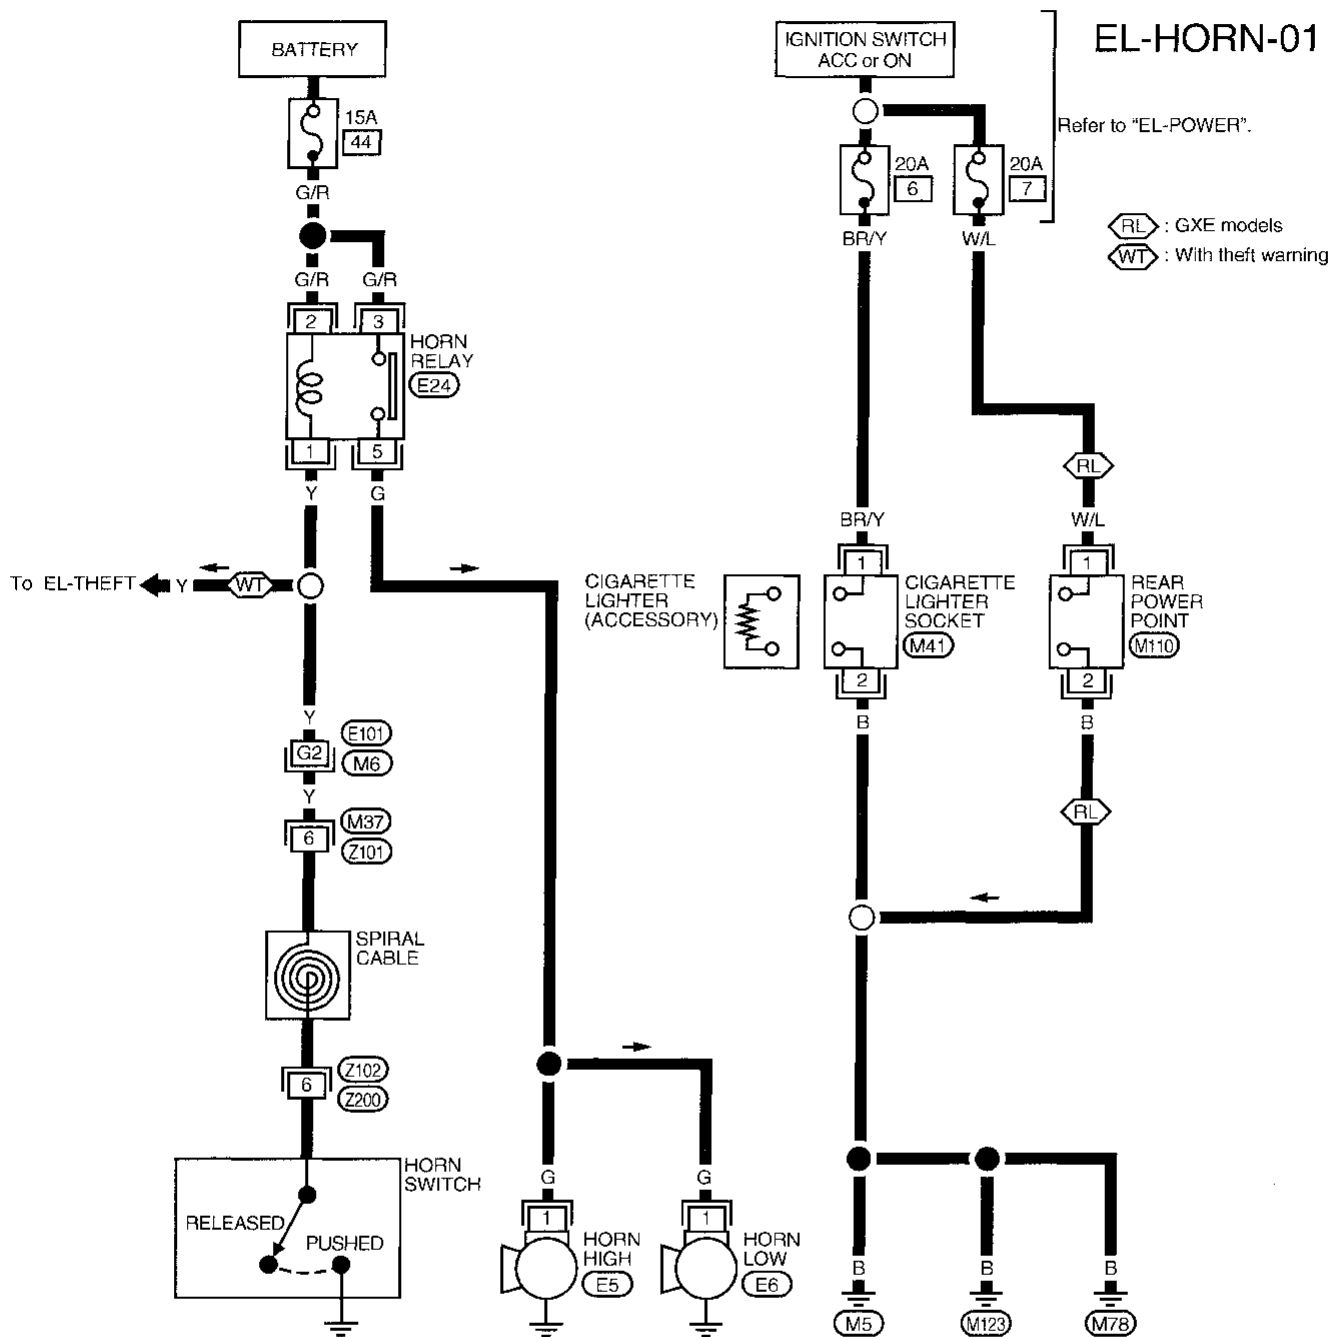 EL-HORN-01
BATTERY
15A
44
G/R
G/R
G/R
2
3
HORN
RELAY
E24
1
5
Y
G
To EL-THEFT
Y
WT
Y
G2
E101
M6
Y
6
M37
Z101
SPIRAL
CABLE
6
Z102
Z200
HORN
SWITCH
RELEASED
PUSHED
G
1
HORN
HIGH
E5
G
1
HORN
LOW
E6
IGNITION SWITCH
ACC or ON
Refer to "EL-POWER".
20A
6
20A
7
BR/Y
W/L
RL : GXE models
WT : With theft warning
RL
BR/Y
W/L
1
1
CIGARETTE
LIGHTER
(ACCESSORY)
CIGARETTE
LIGHTER
SOCKET
M41
REAR
POWER
POINT
M110
2
2
B
B
RL
B
B
B
M5
M123
M78